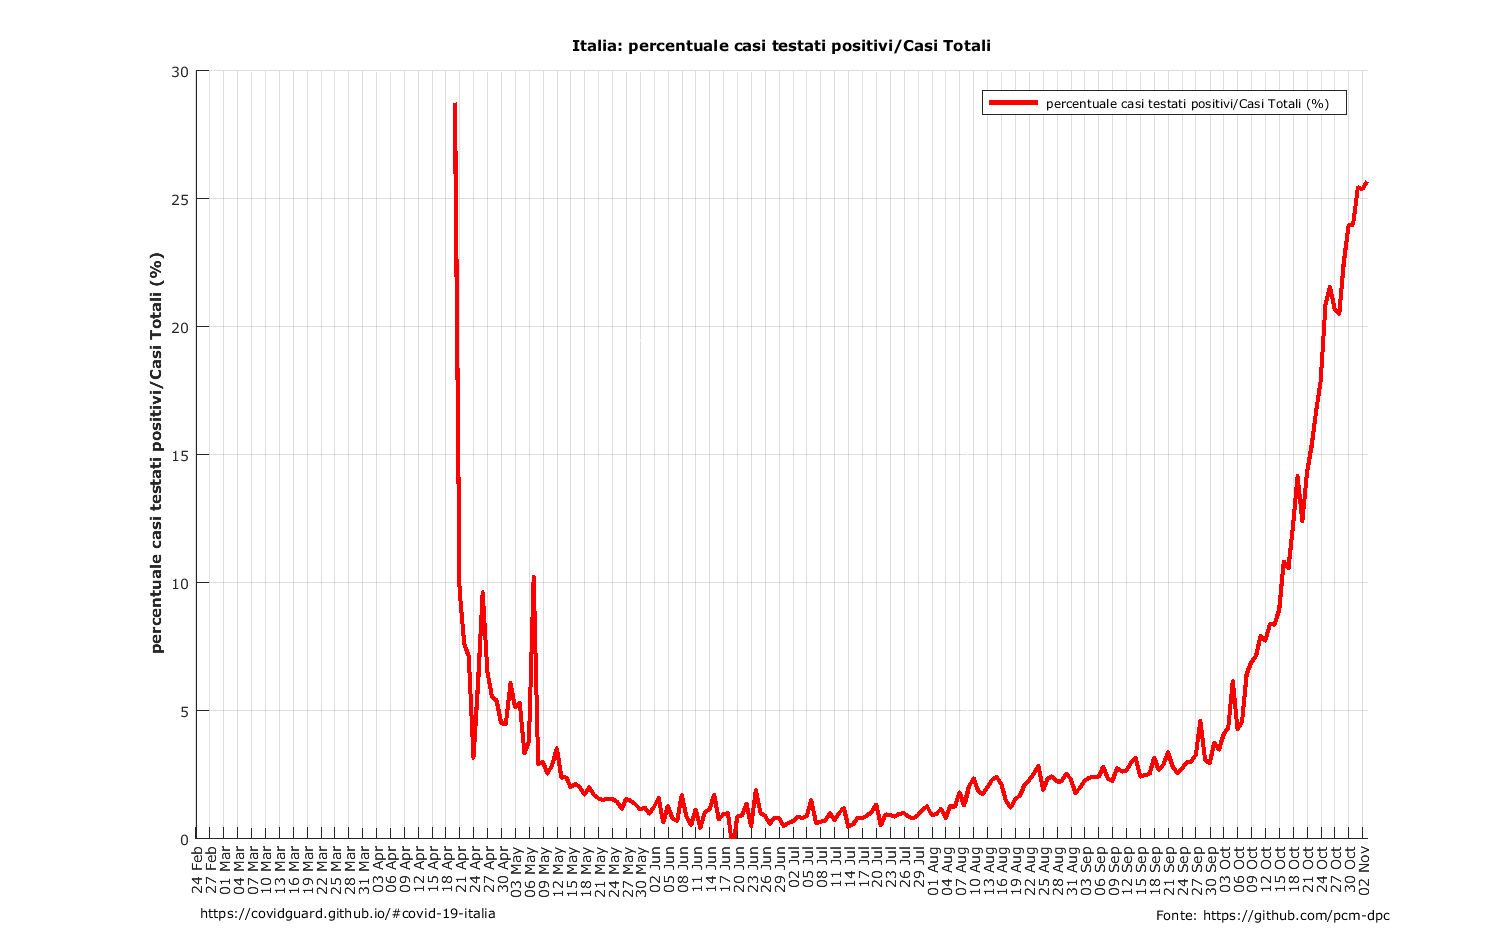 Italia: percentuale casi testati positivi/Casi Totali
percentuale casi testati positivi/Casi Totali (%)
percentuale casi testati positivi/Casi Totali (%)
30
25
20
15
10
5
0
24 Feb
27 Feb
01 Mar
04 Mar
07 Mar
10 Mar
13 Mar
16 Mar
19 Mar
22 Mar
25 Mar
28 Mar
31 Mar
03 Apr
06 Apr
09 Apr
12 Apr
15 Apr
18 Apr
21 Apr
24 Apr
27 Apr
30 Apr
03 May
06 May
09 May
12 May
15 May
18 May
21 May
24 May
27 May
30 May
02 Jun
05 Jun
08 Jun
11 Jun
14 Jun
17 Jun
20 Jun
23 Jun
26 Jun
29 Jun
02 Jul
05 Jul
08 Jul
11 Jul
14 Jul
17 Jul
20 Jul
23 Jul
26 Jul
29 Jul
01 Aug
04 Aug
07 Aug
10 Aug
13 Aug
16 Aug
19 Aug
22 Aug
25 Aug
28 Aug
31 Aug
03 Sep
06 Sep
09 Sep
12 Sep
15 Sep
18 Sep
21 Sep
24 Sep
27 Sep
30 Sep
03 Oct
06 Oct
09 Oct
12 Oct
15 Oct
18 Oct
21 Oct
24 Oct
27 Oct
30 Oct
02 Nov
https://covidguard.github.io/#covid-19-italia
Fonte: https://github.com/pcm-dpc